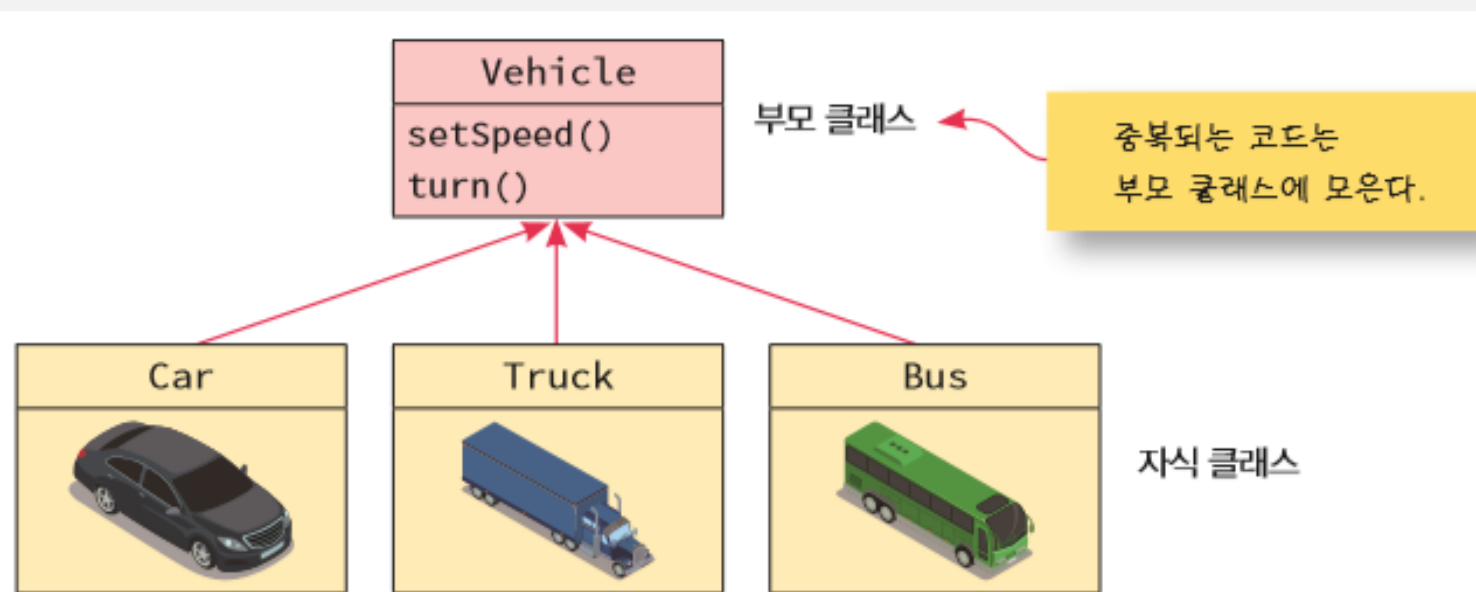 Vehicle
setSpeed()
turn()
부모 클래스
중복되는 코드는
부모 클래스에 모은다.
Car
Truck
Bus
자식 클래스